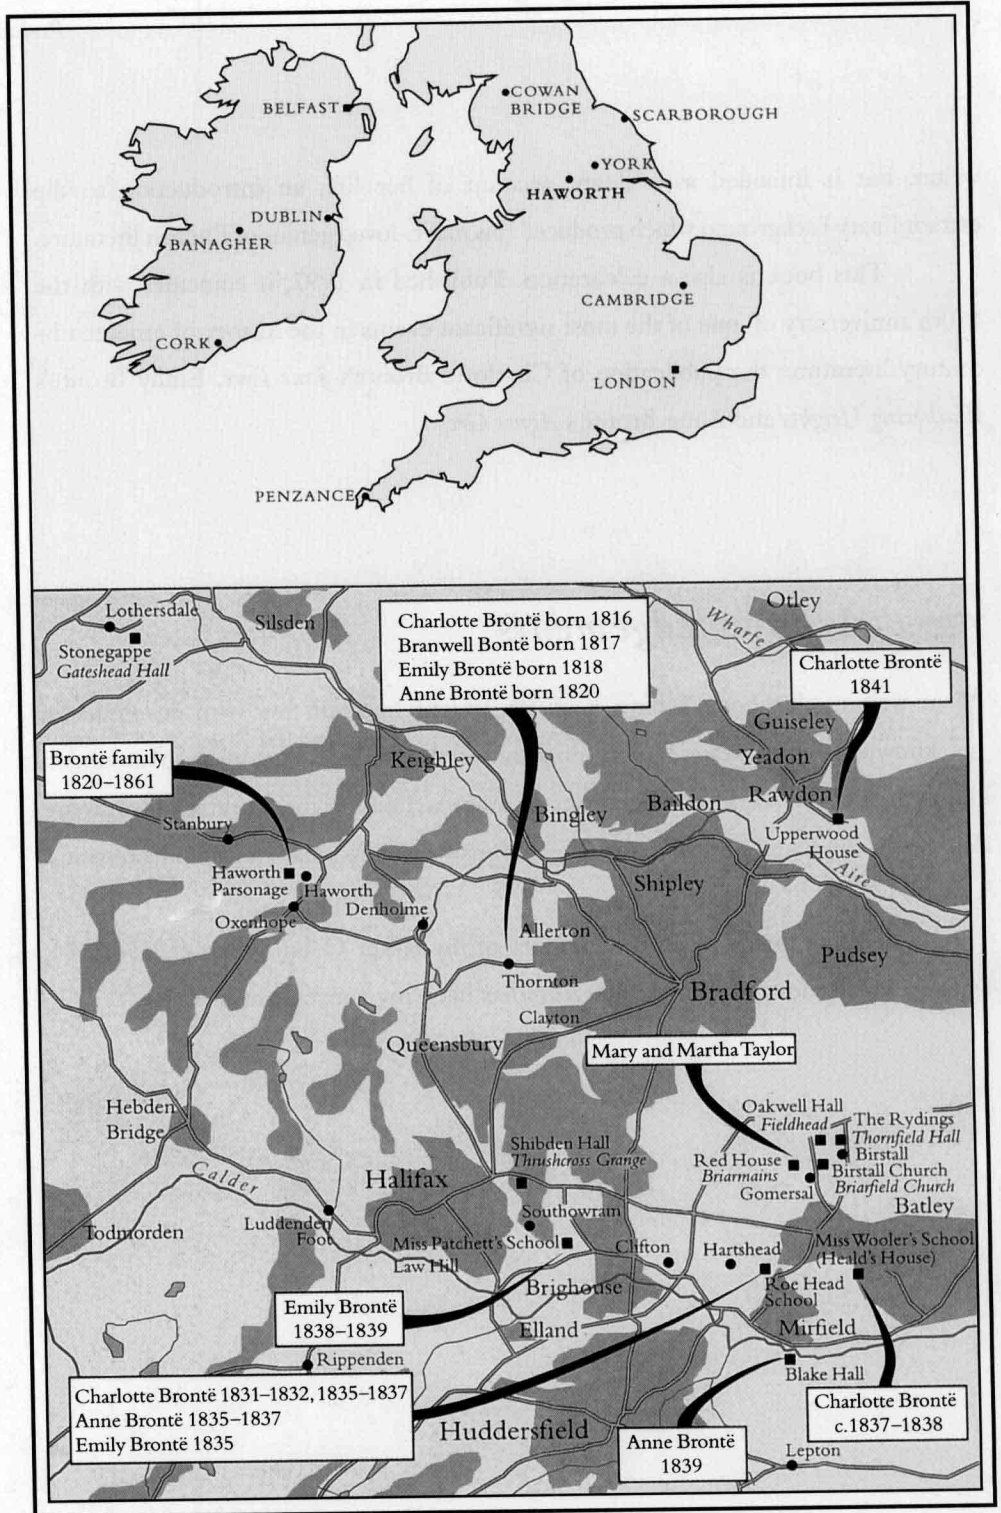 BELFAST
COWAN
BRIDGE
SCARBOROUGH
YORK
HAWORTH
DUBLIN
BANAGHER
CAMBRIDGE
CORK
LONDON
PENZANCE
Lothersdale
Stonegappe
Gateshead Hall
Silsden
Charlotte Brontë born 1816
Branwell Bontë born 1817
Emily Brontë born 1818
Anne Brontë born 1820
Wharfe
Otley
Charlotte Brontë
1841
Guiseley
Yeadon
Rawdon
Brontë family
1820–1861
Keighley
Bingley
Baildon
Upperwood
House
Aire
Stanbury
Haworth
Parsonage
Haworth
Oxenhope
Denholme
Shipley
Allerton
Pudsey
Thornton
Bradford
Clayton
Queensbury
Mary and Martha Taylor
Hebden
Bridge
Oakwell Hall
Fieldhead
The Rydings
Thornfield Hall
Birstall
Shibden Hall
Thrushcross Grange
Red House
Briarmains
Gomersal
Birstall Church
Briarfield Church
Batley
Halifax
Calder
Todmorden
Luddenden
Foot
Southowram
Miss Patchett's School
Law Hill
Clifton
Hartshead
Miss Wooler's School
(Heald's House)
Roe Head
School
Brighouse
Emily Brontë
1838–1839
Elland
Mirfield
Rippenden
Blake Hall
Charlotte Brontë 1831–1832, 1835–1837
Anne Brontë 1835–1837
Emily Brontë 1835
Huddersfield
Anne Brontë
1839
Charlotte Brontë
c.1837–1838
Lepton